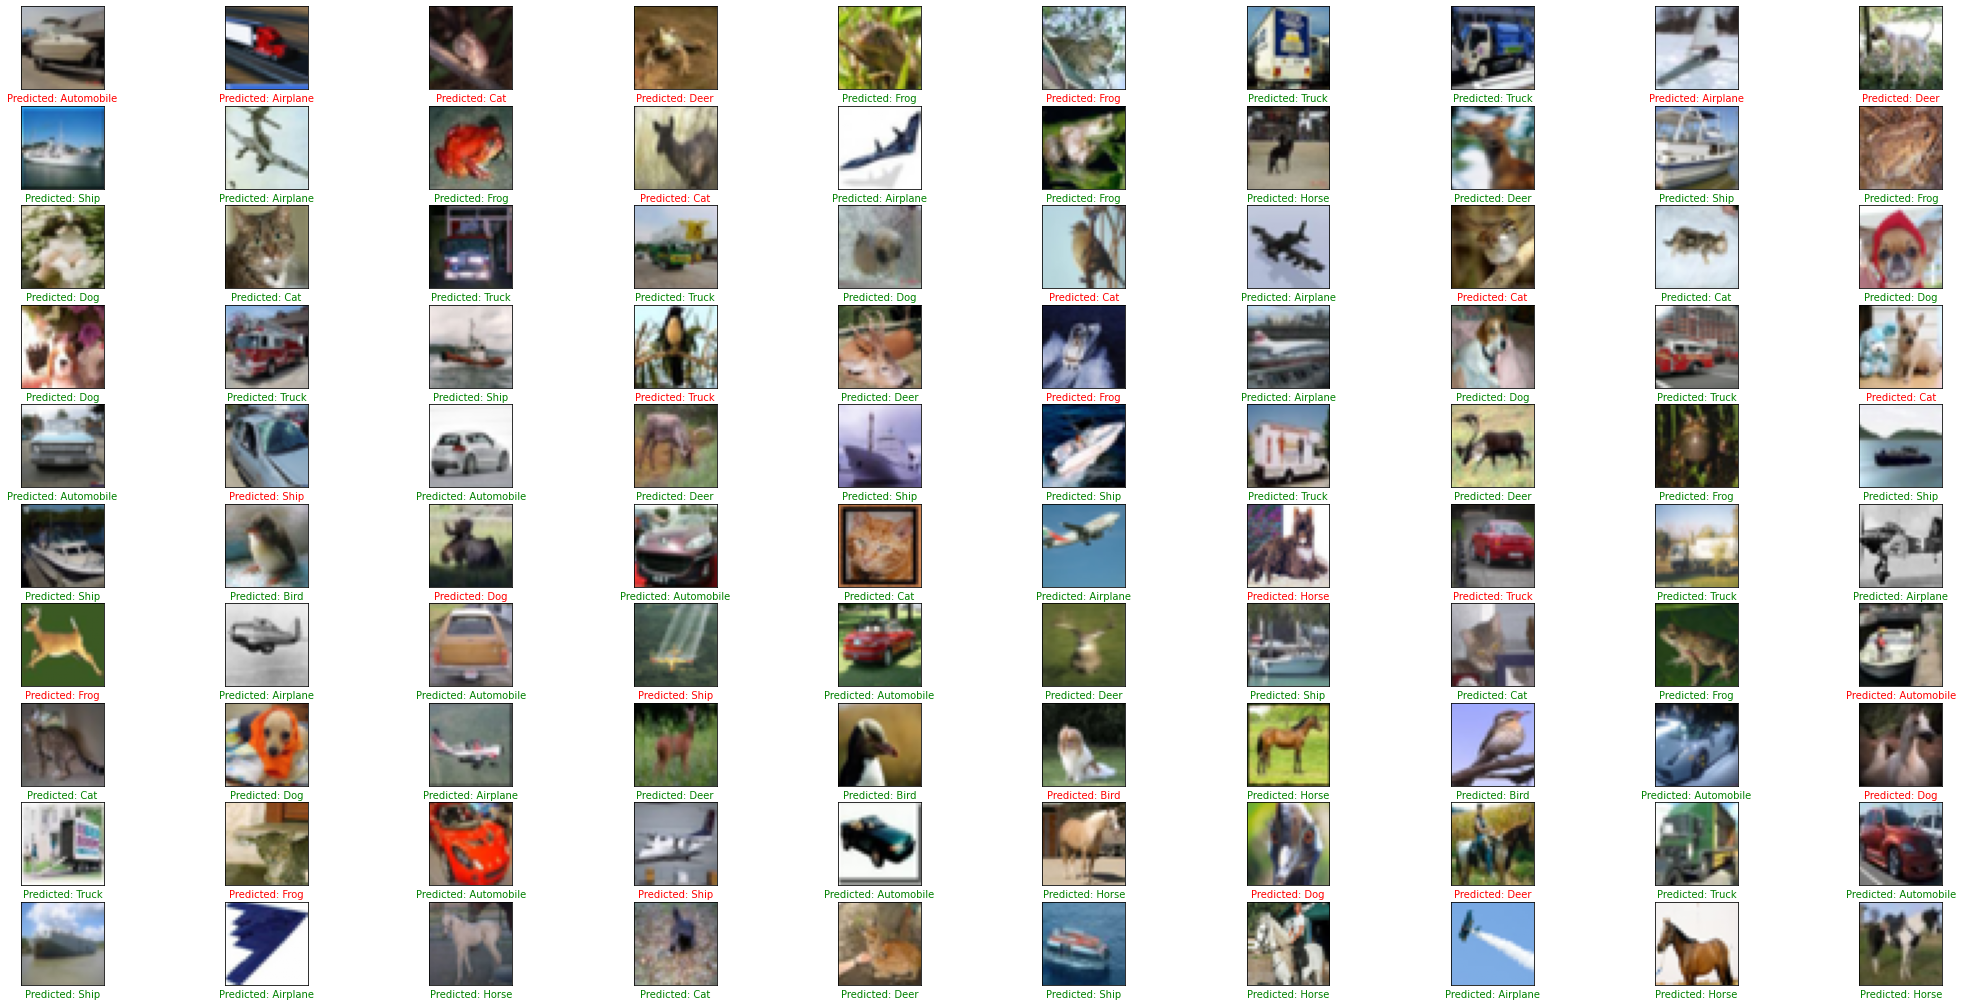 Predicted: Automobile Predicted: Airplane Predicted: Cat Predicted: Deer Predicted: Frog Predicted: Frog Predicted: Truck Predicted: Truck Predicted: Airplane Predicted: Deer
Predicted: Ship Predicted: Airplane Predicted: Frog Predicted: Cat Predicted: Airplane Predicted: Frog Predicted: Horse Predicted: Deer Predicted: Ship Predicted: Frog
Predicted: Dog Predicted: Cat Predicted: Truck Predicted: Truck Predicted: Dog Predicted: Cat Predicted: Airplane Predicted: Cat Predicted: Cat Predicted: Dog
Predicted: Dog Predicted: Truck Predicted: Ship Predicted: Truck Predicted: Deer Predicted: Frog Predicted: Airplane Predicted: Dog Predicted: Truck Predicted: Cat
Predicted: Automobile Predicted: Ship Predicted: Automobile Predicted: Deer Predicted: Ship Predicted: Ship Predicted: Truck Predicted: Deer Predicted: Frog Predicted: Ship
Predicted: Ship Predicted: Bird Predicted: Dog Predicted: Automobile Predicted: Cat Predicted: Airplane Predicted: Horse Predicted: Truck Predicted: Truck Predicted: Airplane
Predicted: Frog Predicted: Airplane Predicted: Automobile Predicted: Ship Predicted: Automobile Predicted: Deer Predicted: Ship Predicted: Cat Predicted: Frog Predicted: Automobile
Predicted: Cat Predicted: Dog Predicted: Airplane Predicted: Deer Predicted: Bird Predicted: Bird Predicted: Horse Predicted: Bird Predicted: Automobile Predicted: Dog
Predicted: Truck Predicted: Frog Predicted: Automobile Predicted: Ship Predicted: Automobile Predicted: Horse Predicted: Dog Predicted: Deer Predicted: Truck Predicted: Automobile
Predicted: Ship Predicted: Airplane Predicted: Horse Predicted: Cat Predicted: Deer Predicted: Ship Predicted: Horse Predicted: Airplane Predicted: Horse Predicted: Horse